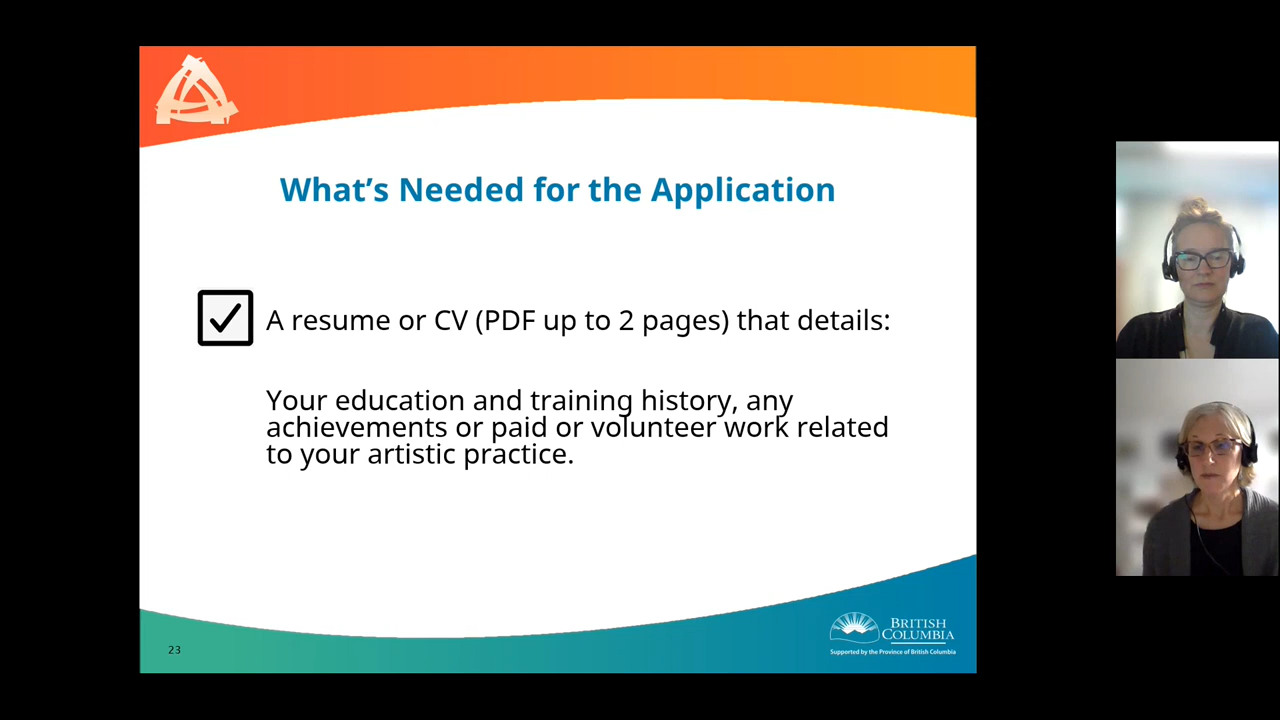 What's Needed for the Application
A resume or CV (PDF up to 2 pages) that details:
Your education and training history, any
achievements or paid or volunteer work related
to your artistic practice.
23
BRITISH
COLUMBIA
Supported by the Province of British Columbia